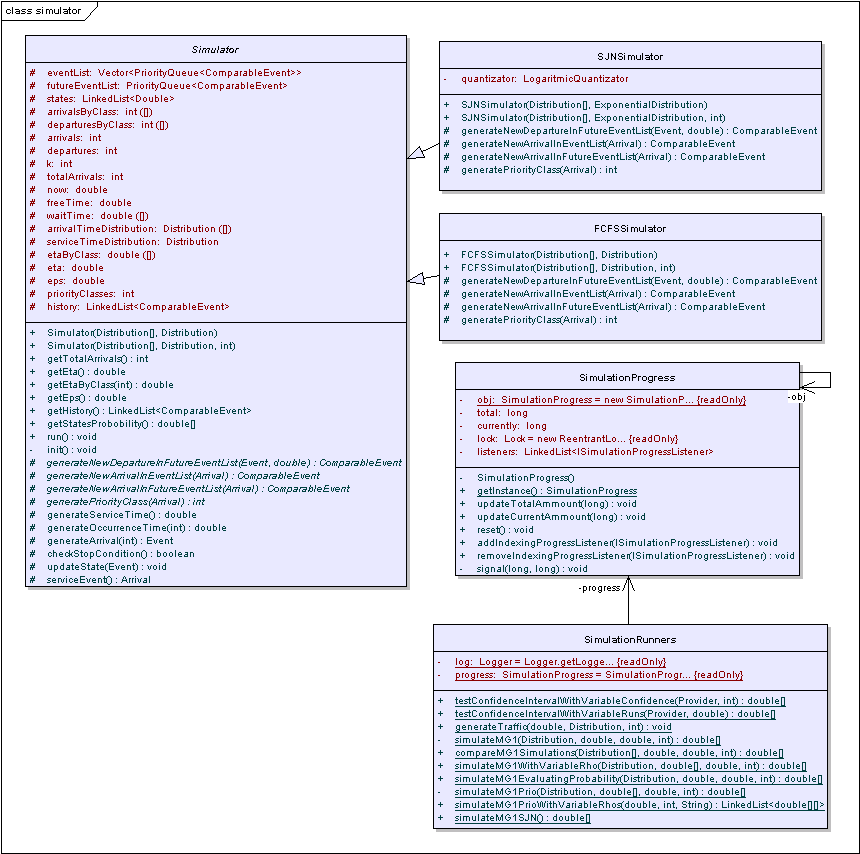 class simulator
Simulator
# eventList: Vector<PriorityQueue<ComparableEvent>>
# futureEventList: PriorityQueue<ComparableEvent>
# states: LinkedList<Double>
# arrivalsByClass: int ([])
# departuresByClass: int ([])
# arrivals: int
# departures: int
# k: int
# totalArrivals: int
# now: double
# freeTime: double
# waitTime: double ([])
# arrivalTimeDistribution: Distribution ([])
# serviceTimeDistribution: Distribution
# etaByClass: double ([])
# eta: double
# eps: double
# priorityClasses: int
# history: LinkedList<ComparableEvent>
+ Simulator(Distribution[], Distribution)
+ Simulator(Distribution[], Distribution, int)
+ getTotalArrivals() : int
+ getEta() : double
+ getEtaByClass(int) : double
+ getEps() : double
+ getHistory() : LinkedList<ComparableEvent>
+ getStatesProbobility() : double[]
+ run() : void
- init() : void
# generateNewDepartureInFutureEventList(Event, double) : ComparableEvent
# generateNewArrivalInEventList(Arrival) : ComparableEvent
# generateNewArrivalInFutureEventList(Arrival) : ComparableEvent
# generatePriorityClass(Arrival) : int
# generateServiceTime() : double
# generateOccurrenceTime(int) : double
# generateArrival(int) : Event
# checkStopCondition() : boolean
# updateState(Event) : void
# serviceEvent() : Arrival
SJNSimulator
- quantizator: LogaritmicQuantizator
+ SJNSimulator(Distribution[], ExponentialDistribution)
+ SJNSimulator(Distribution[], ExponentialDistribution, int)
# generateNewDepartureInFutureEventList(Event, double) : ComparableEvent
# generateNewArrivalInEventList(Arrival) : ComparableEvent
# generateNewArrivalInFutureEventList(Arrival) : ComparableEvent
# generatePriorityClass(Arrival) : int
FCFSSimulator
+ FCFSSimulator(Distribution[], Distribution)
+ FCFSSimulator(Distribution[], Distribution, int)
# generateNewDepartureInFutureEventList(Event, double) : ComparableEvent
# generateNewArrivalInEventList(Arrival) : ComparableEvent
# generateNewArrivalInFutureEventList(Arrival) : ComparableEvent
# generatePriorityClass(Arrival) : int
SimulationProgress
- obj: SimulationProgress = new SimulationP... {readOnly}
- total: long
- currently: long
- lock: Lock = new ReentrantLo... {readOnly}
- listeners: LinkedList<ISimulationProgressListener>
- SimulationProgress()
+ getInstance() : SimulationProgress
+ updateTotalAmmount(long) : void
+ updateCurrentAmmount(long) : void
+ reset() : void
+ addIndexingProgressListener(ISimulationProgressListener) : void
+ removeIndexingProgressListener(ISimulationProgressListener) : void
- signal(long, long) : void
-obj
-progress
SimulationRunners
- log: Logger = Logger.getLogge... {readOnly}
- progress: SimulationProgress = SimulationProgr... {readOnly}
+ testConfidenceIntervalWithVariableConfidence(Provider, int) : double[]
+ testConfidenceIntervalWithVariableRuns(Provider, double) : double[]
+ generateTraffic(double, Distribution, int) : void
- simulateMG1(Distribution, double, double, int) : double[]
+ compareMG1Simulations(Distribution[], double, double, int) : double[]
+ simulateMG1WithVariableRho(Distribution, double[], double, int) : double[]
+ simulateMG1EvaluatingProbability(Distribution, double, double, int) : double[]
- simulateMG1Prio(Distribution, double[], double, int) : double[]
+ simulateMG1PrioWithVariableRhos(double, int, String) : LinkedList<double[][]>
+ simulateMG1SJN() : double[]